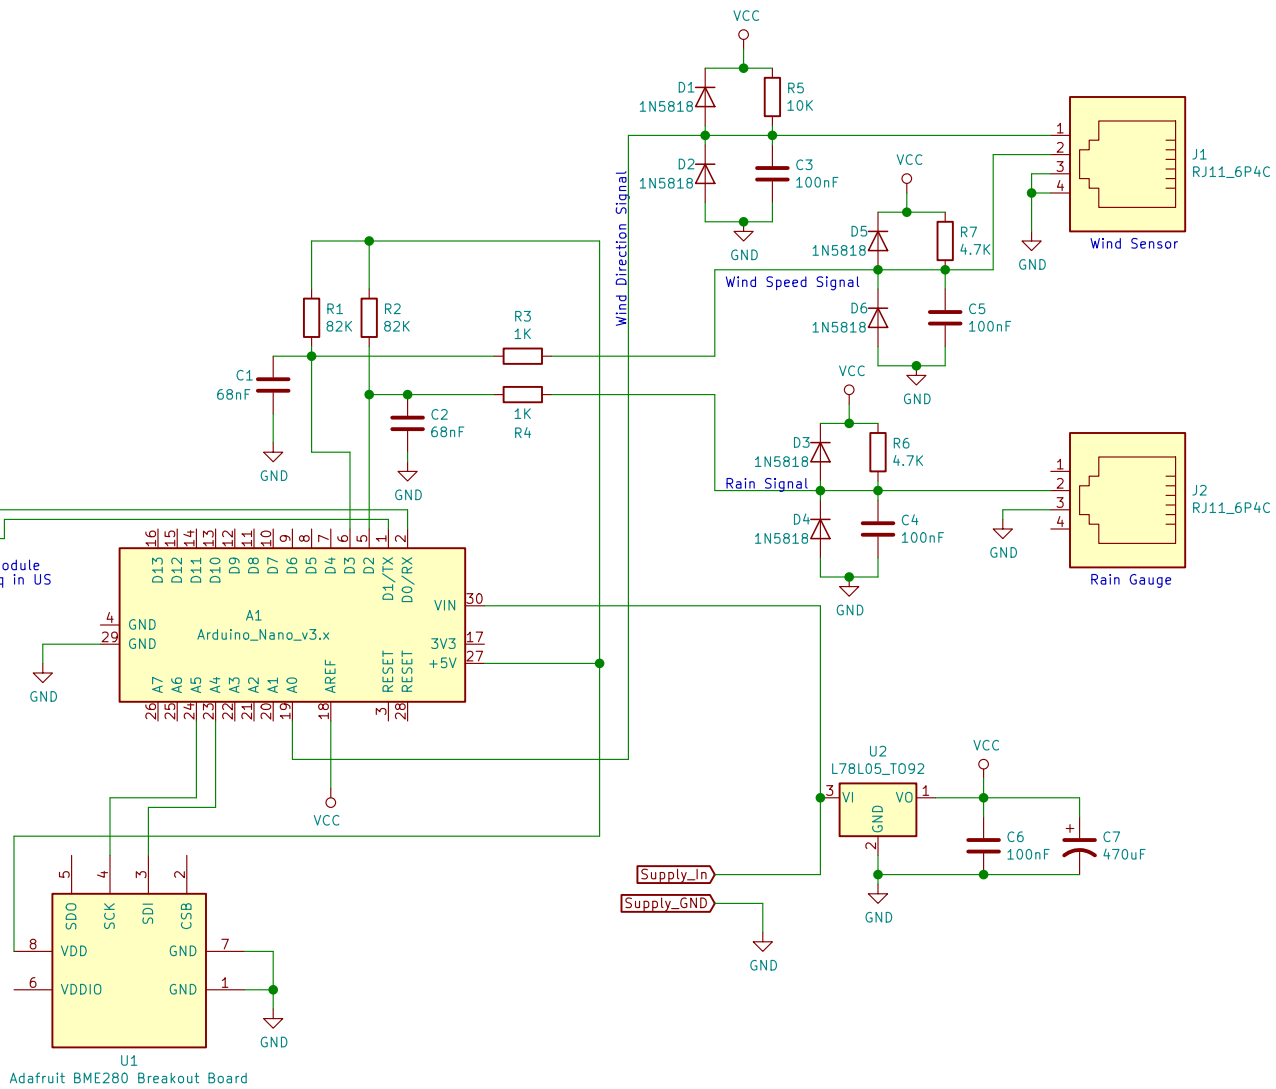 VCC
D1
1N5818
R5
10K
D2
1N5818
C3
100nF
GND
Wind Direction Signal
VCC
D5
1N5818
R7
4.7K
Wind Speed Signal
D6
1N5818
C5
100nF
GND
1
2
3
4
J1
RJ11_6P4C
Wind Sensor
GND
R1
82K
R2
82K
R3
1K
C1
68nF
GND
1K
R4
C2
68nF
GND
VCC
D3
1N5818
R6
4.7K
Rain Signal
D4
1N5818
C4
100nF
GND
1
2
3
4
J2
RJ11_6P4C
Rain Gauge
GND
odule
q in US
16
15
14
13
12
11
10
9
8
7
6
5
1
2
D13
D12
D11
D10
D9
D8
D7
D6
D5
D4
D3
D2
D1/TX
D0/RX
A1
Arduino_Nano_v3.x
4
GND
29
GND
GND
VIN
30
3V3
17
+5V
27
A7
A6
A5
A4
A3
A2
A1
A0
AREF
RESET
RESET
26
25
24
23
22
21
20
19
18
3
28
VCC
U2
L78L05_TO92
3
VI
VO
1
GND
2
GND
VCC
C6
100nF
+
C7
470uF
Supply_In
Supply_GND
GND
5
4
3
2
SDO
SCK
SDI
CSB
8
VDD
6
VDDIO
GND
7
GND
1
GND
U1
Adafruit BME280 Breakout Board